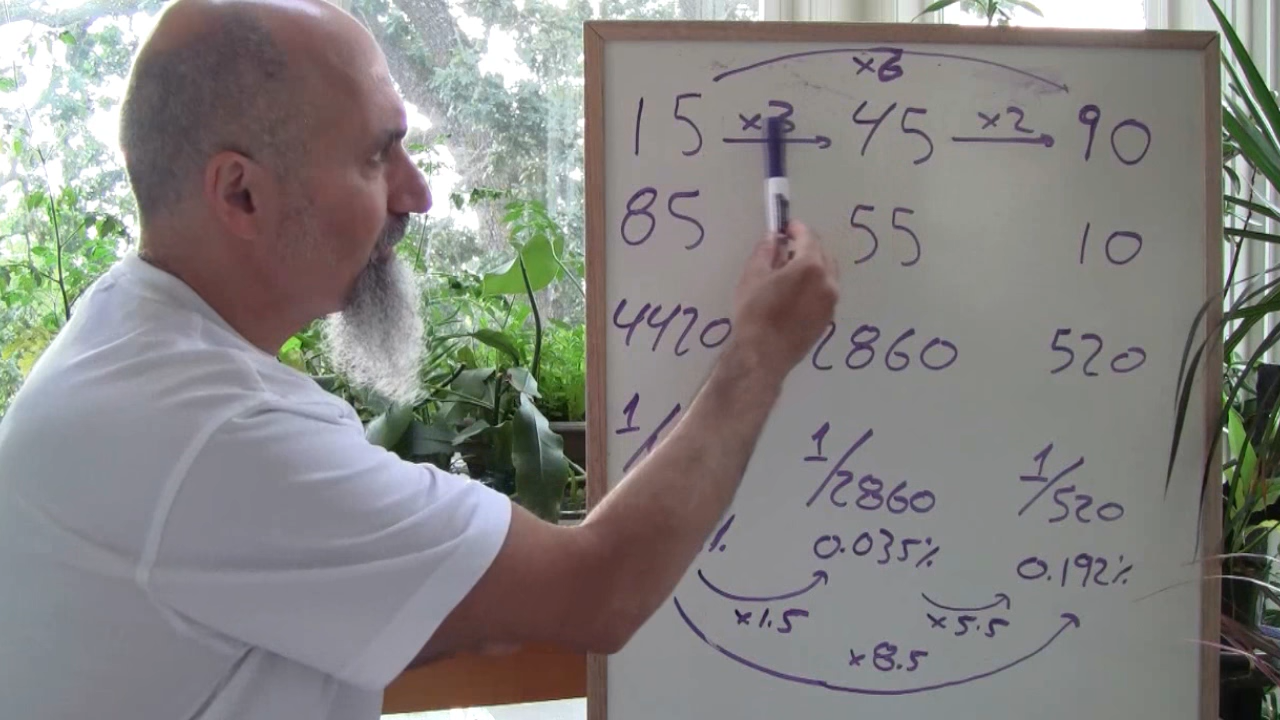 ×6
15 ×3 45 ×2 90
85 55 10
4420 2860 520
1/ 1/2860 1/520
%. 0.035% 0.192%
×1.5 ×5.5
×8.5